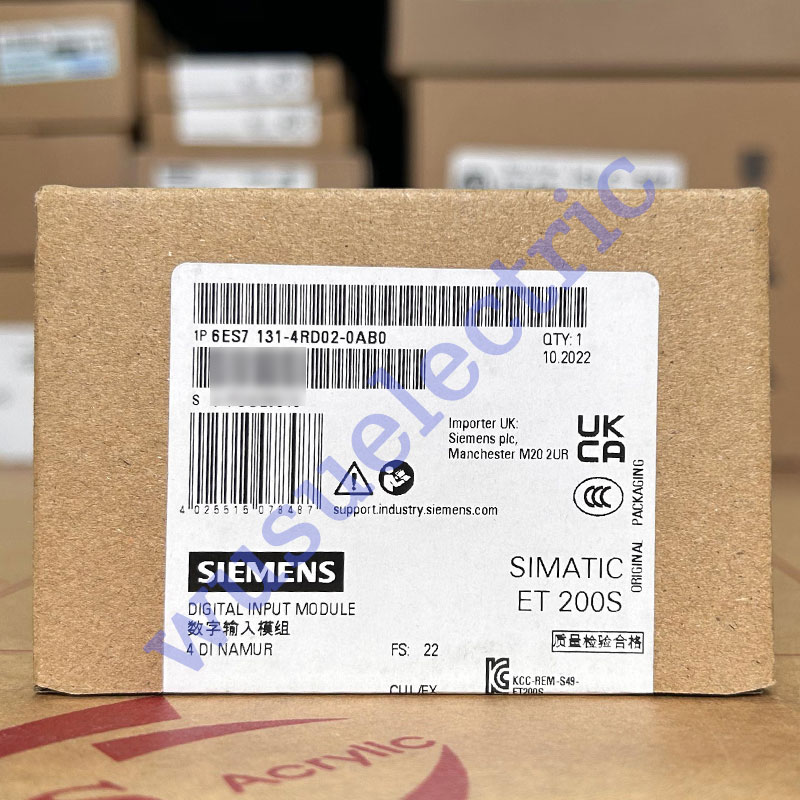 1P 6ES7 131-4RD02-0AB0
QTY: 1
10.2022
S
Importer UK:
Siemens plc,
Manchester M20 2UR
UK
CA
CCC
4 025515 078487
support.industry.siemens.com
ORIGINAL PACKAGING
SIEMENS
SIMATIC
ET 200S
DIGITAL INPUT MODULE
数字输入模组
4 DI NAMUR
FS: 22
质量检验合格
KCC-REM-S49-
ET200S
CUL/EX
wusuelectric
Acrylic